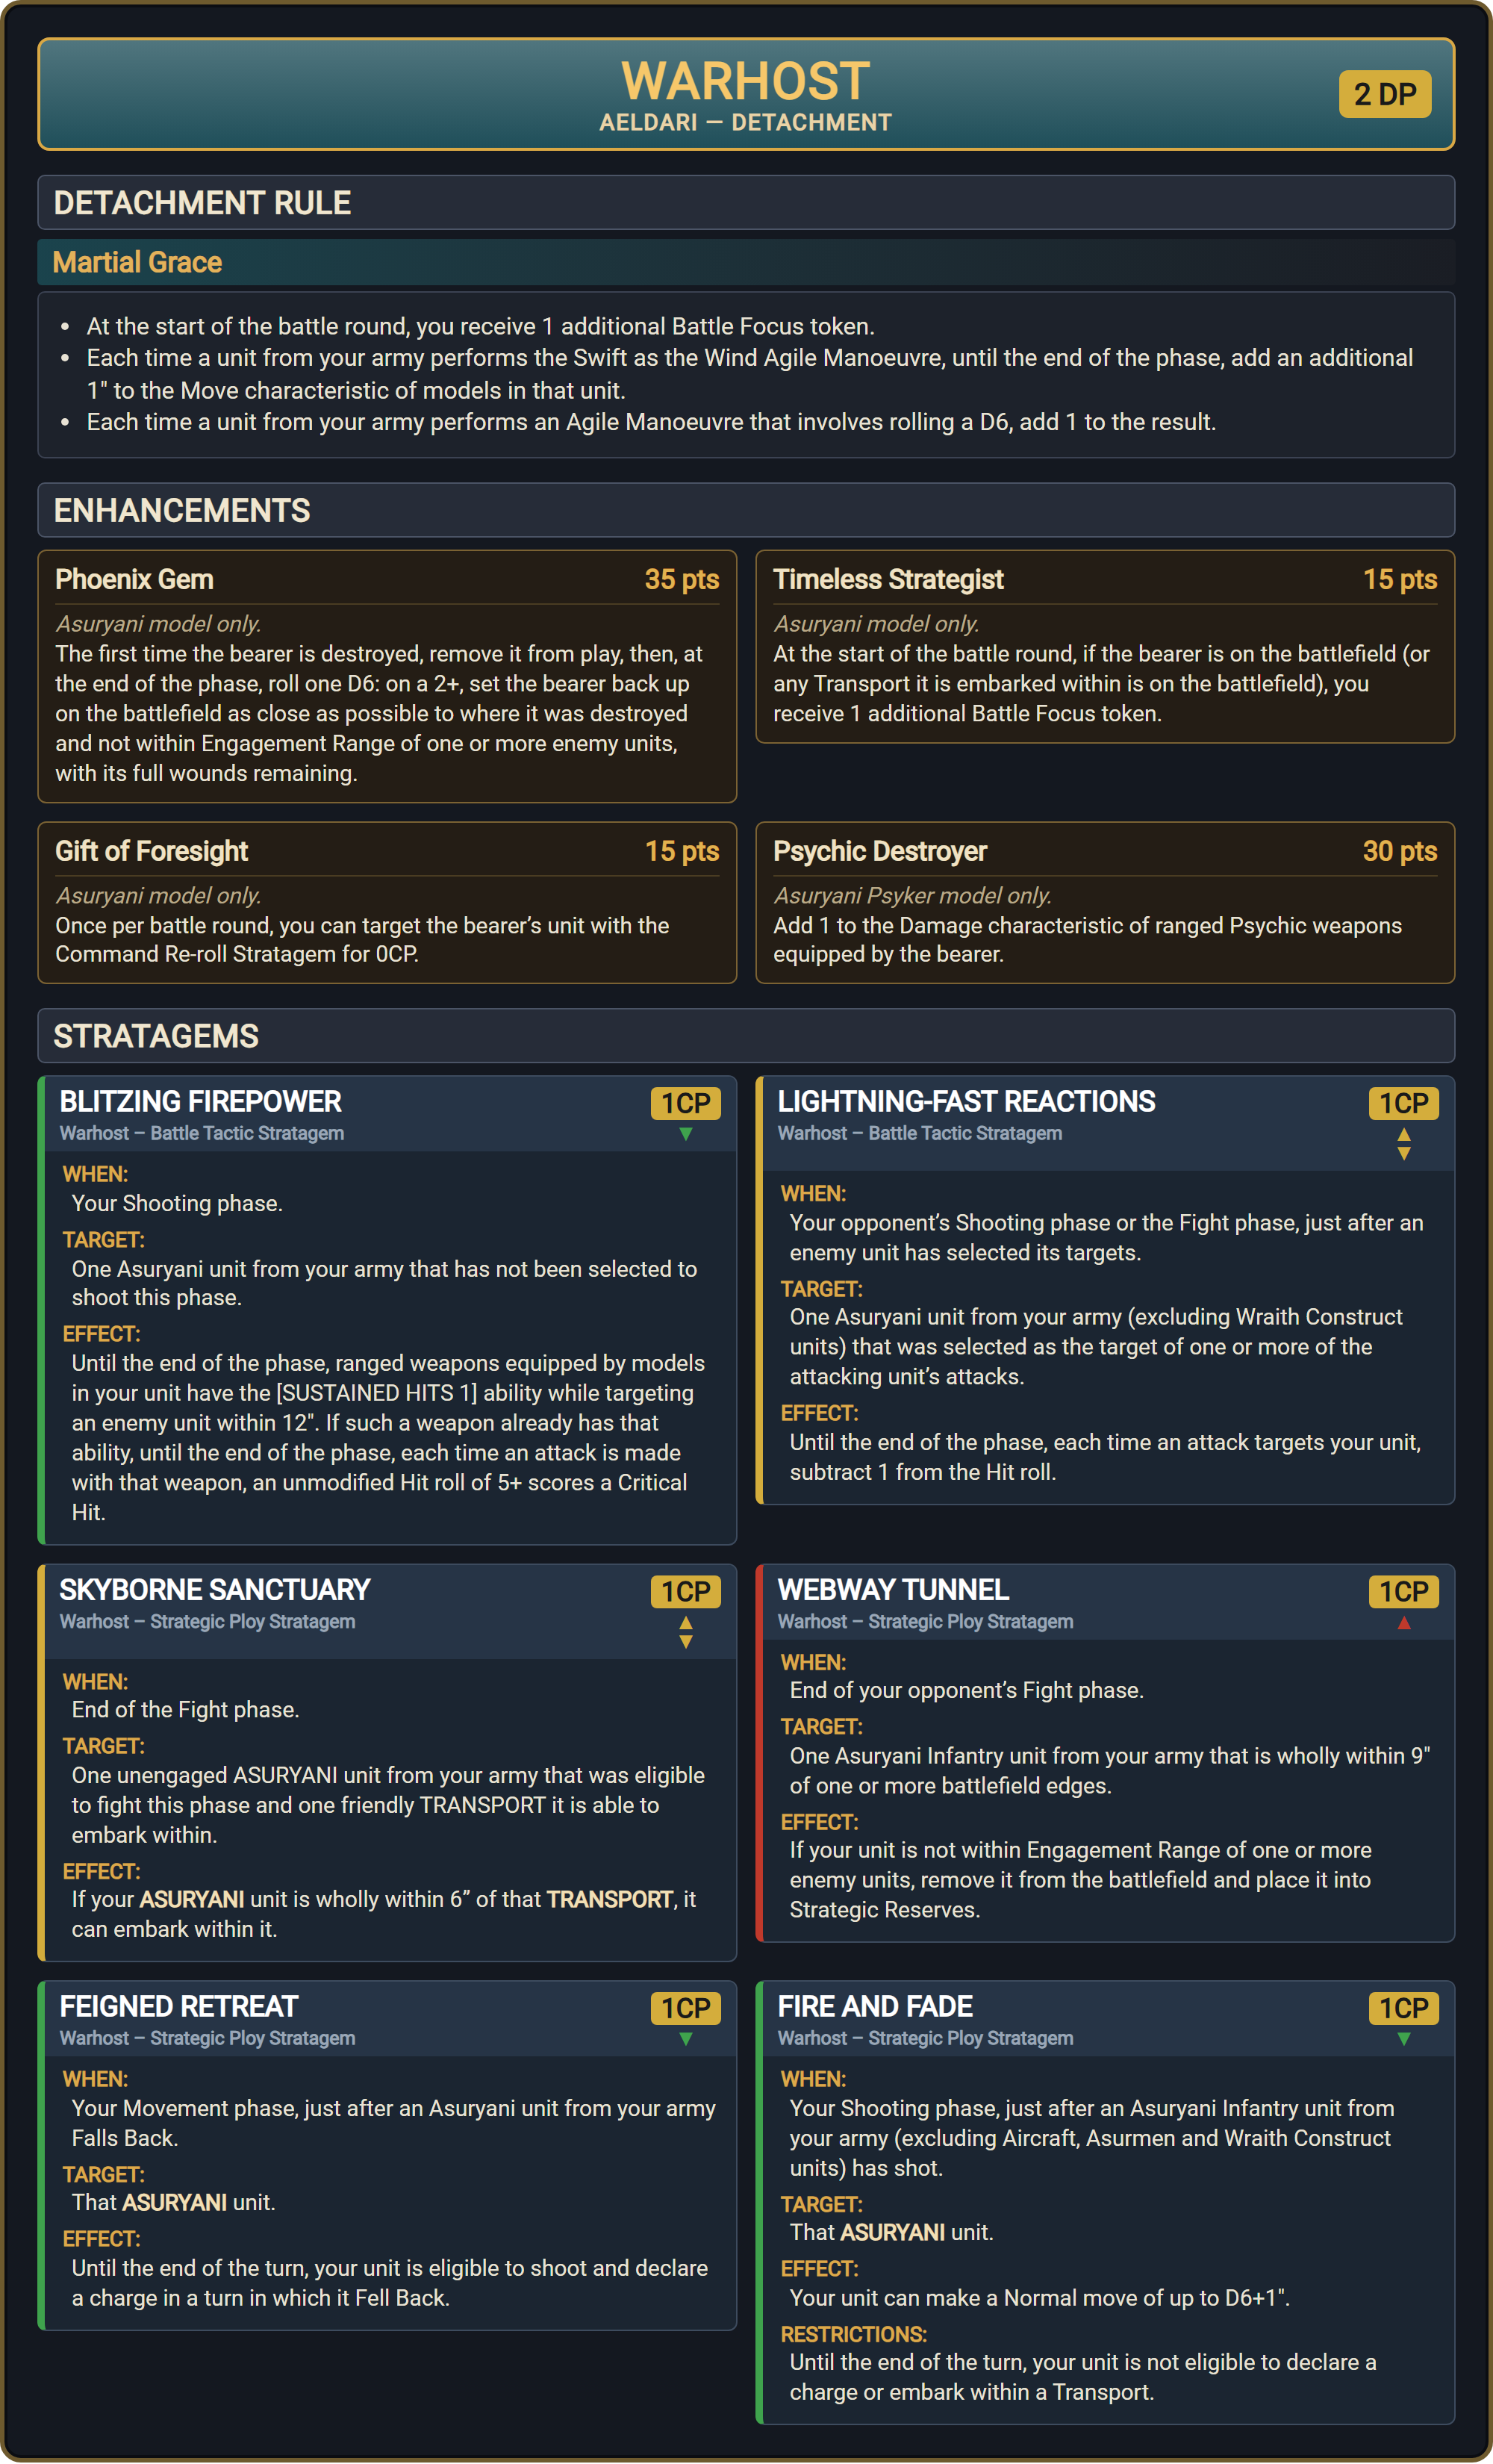 WARHOST
AELDARI — DETACHMENT
2 DP
DETACHMENT RULE
Martial Grace
• At the start of the battle round, you receive 1 additional Battle Focus token.
• Each time a unit from your army performs the Swift as the Wind Agile Manoeuvre, until the end of the phase, add an additional
1" to the Move characteristic of models in that unit.
• Each time a unit from your army performs an Agile Manoeuvre that involves rolling a D6, add 1 to the result.
ENHANCEMENTS
Phoenix Gem 35 pts
Asuryani model only.
The first time the bearer is destroyed, remove it from play, then, at
the end of the phase, roll one D6: on a 2+, set the bearer back up
on the battlefield as close as possible to where it was destroyed
and not within Engagement Range of one or more enemy units,
with its full wounds remaining.
Timeless Strategist 15 pts
Asuryani model only.
At the start of the battle round, if the bearer is on the battlefield (or
any Transport it is embarked within is on the battlefield), you
receive 1 additional Battle Focus token.
Gift of Foresight 15 pts
Asuryani model only.
Once per battle round, you can target the bearer’s unit with the
Command Re-roll Stratagem for 0CP.
Psychic Destroyer 30 pts
Asuryani Psyker model only.
Add 1 to the Damage characteristic of ranged Psychic weapons
equipped by the bearer.
STRATAGEMS
BLITZING FIREPOWER 1CP
Warhost – Battle Tactic Stratagem ▼
WHEN:
Your Shooting phase.
TARGET:
One Asuryani unit from your army that has not been selected to
shoot this phase.
EFFECT:
Until the end of the phase, ranged weapons equipped by models
in your unit have the [SUSTAINED HITS 1] ability while targeting
an enemy unit within 12". If such a weapon already has that
ability, until the end of the phase, each time an attack is made
with that weapon, an unmodified Hit roll of 5+ scores a Critical
Hit.
LIGHTNING-FAST REACTIONS 1CP
Warhost – Battle Tactic Stratagem ▲
▼
WHEN:
Your opponent’s Shooting phase or the Fight phase, just after an
enemy unit has selected its targets.
TARGET:
One Asuryani unit from your army (excluding Wraith Construct
units) that was selected as the target of one or more of the
attacking unit’s attacks.
EFFECT:
Until the end of the phase, each time an attack targets your unit,
subtract 1 from the Hit roll.
SKYBORNE SANCTUARY 1CP
Warhost – Strategic Ploy Stratagem ▲
▼
WHEN:
End of the Fight phase.
TARGET:
One unengaged ASURYANI unit from your army that was eligible
to fight this phase and one friendly TRANSPORT it is able to
embark within.
EFFECT:
If your ASURYANI unit is wholly within 6” of that TRANSPORT, it
can embark within it.
WEBWAY TUNNEL 1CP
Warhost – Strategic Ploy Stratagem ▲
WHEN:
End of your opponent’s Fight phase.
TARGET:
One Asuryani Infantry unit from your army that is wholly within 9"
of one or more battlefield edges.
EFFECT:
If your unit is not within Engagement Range of one or more
enemy units, remove it from the battlefield and place it into
Strategic Reserves.
FEIGNED RETREAT 1CP
Warhost – Strategic Ploy Stratagem ▼
WHEN:
Your Movement phase, just after an Asuryani unit from your army
Falls Back.
TARGET:
That ASURYANI unit.
EFFECT:
Until the end of the turn, your unit is eligible to shoot and declare
a charge in a turn in which it Fell Back.
FIRE AND FADE 1CP
Warhost – Strategic Ploy Stratagem ▼
WHEN:
Your Shooting phase, just after an Asuryani Infantry unit from
your army (excluding Aircraft, Asurmen and Wraith Construct
units) has shot.
TARGET:
That ASURYANI unit.
EFFECT:
Your unit can make a Normal move of up to D6+1".
RESTRICTIONS:
Until the end of the turn, your unit is not eligible to declare a
charge or embark within a Transport.